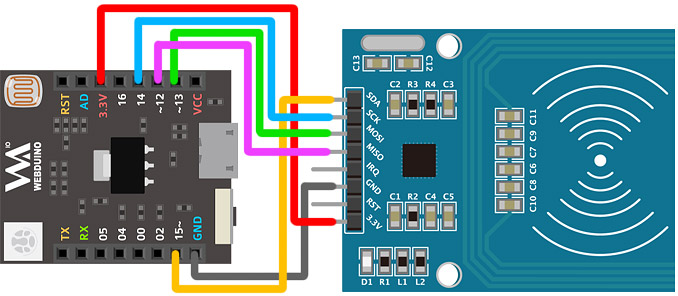 RST
AD
3.3V
16
14
~12
~13
VCC
IO
WEBDUINO
TX
RX
05
04
00
02
15~
GND
C13
C12
C2
R3
R4
C3
SDA
SCK
MOSI
MISO
IRQ
GND
RST
3.3V
C1
R2
C4
C5
D1
R1
L1
L2
C11
C9
C7
C6
C8
C10